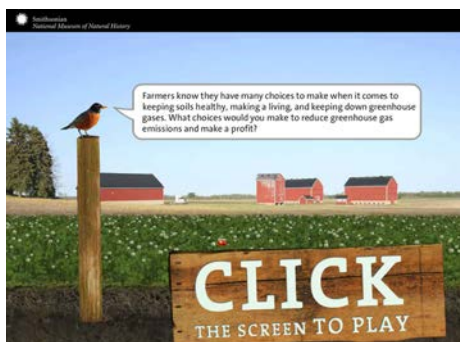 Smithsonian
National Museum of Natural History
Farmers know they have many choices to make when it comes to
keeping soils healthy, making a living, and keeping down greenhouse
gases. What choices would you make to reduce greenhouse gas
emissions and make a profit?
CLICK
THE SCREEN TO PLAY